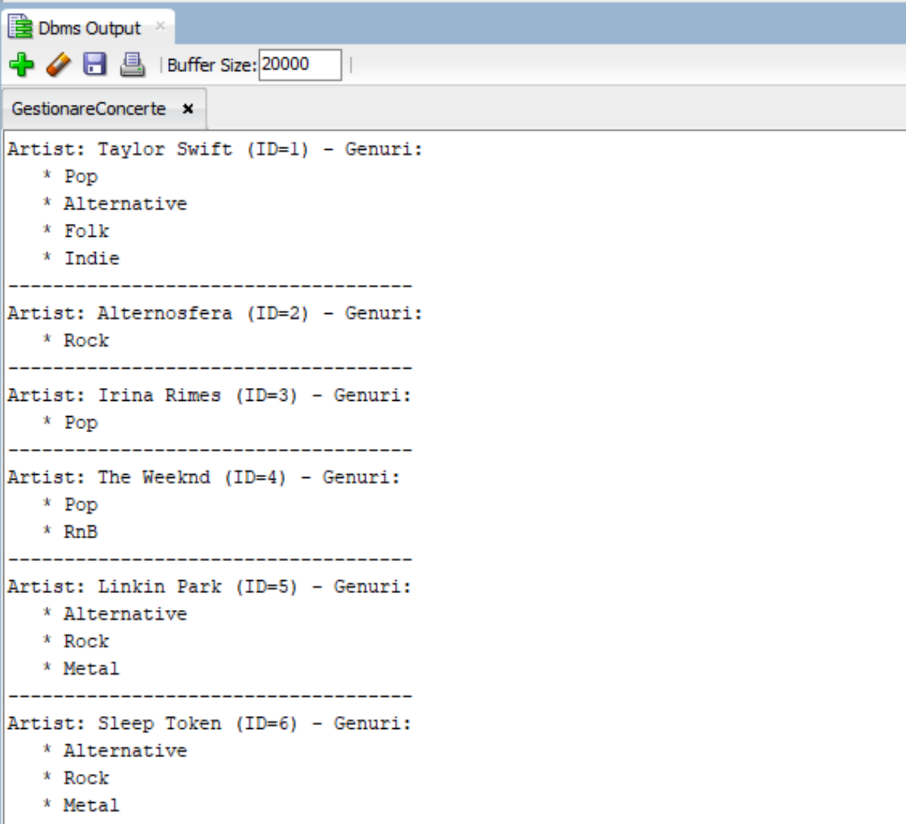 Dbms Output
Buffer Size: 20000
GestionareConcerte
Artist: Taylor Swift (ID=1) - Genuri:
* Pop
* Alternative
* Folk
* Indie
------------------------------------
Artist: Alternosfera (ID=2) - Genuri:
* Rock
------------------------------------
Artist: Irina Rimes (ID=3) - Genuri:
* Pop
------------------------------------
Artist: The Weeknd (ID=4) - Genuri:
* Pop
* RnB
------------------------------------
Artist: Linkin Park (ID=5) - Genuri:
* Alternative
* Rock
* Metal
------------------------------------
Artist: Sleep Token (ID=6) - Genuri:
* Alternative
* Rock
* Metal